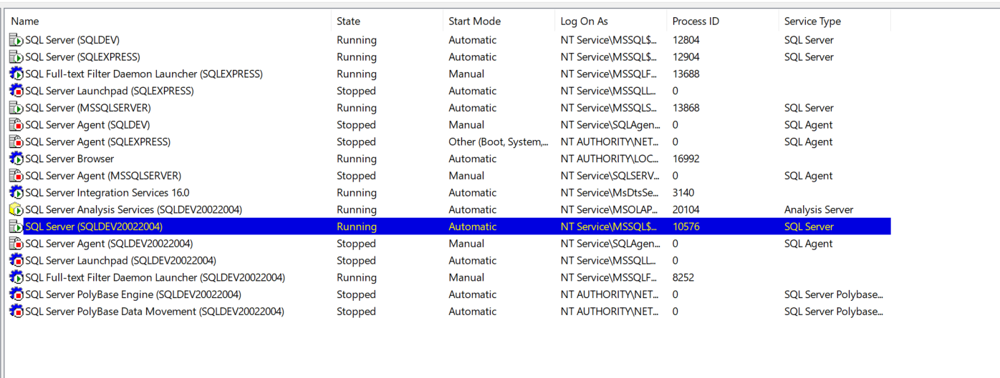 Name State Start Mode Log On As Process ID Service Type
SQL Server (SQLDEV) Running Automatic NT Service\MSSQL$... 12804 SQL Server
SQL Server (SQLEXPRESS) Running Automatic NT Service\MSSQL$... 12904 SQL Server
SQL Full-text Filter Daemon Launcher (SQLEXPRESS) Running Manual NT Service\MSSQLF... 13688
SQL Server Launchpad (SQLEXPRESS) Stopped Automatic NT Service\MSSQLL... 0
SQL Server (MSSQLSERVER) Running Automatic NT Service\MSSQLS... 13868 SQL Server
SQL Server Agent (SQLDEV) Stopped Manual NT Service\SQLAgen... 0 SQL Agent
SQL Server Agent (SQLEXPRESS) Stopped Other (Boot, System,... NT AUTHORITY\NET... 0 SQL Agent
SQL Server Browser Running Automatic NT AUTHORITY\LOC... 16992
SQL Server Agent (MSSQLSERVER) Stopped Manual NT Service\SQLSERV... 0 SQL Agent
SQL Server Integration Services 16.0 Running Automatic NT Service\MsDtsSe... 3140
SQL Server Analysis Services (SQLDEV20022004) Running Automatic NT Service\MSOLAP... 20104 Analysis Server
SQL Server (SQLDEV20022004) Running Automatic NT Service\MSSQL$... 10576 SQL Server
SQL Server Agent (SQLDEV20022004) Stopped Manual NT Service\SQLAgen... 0 SQL Agent
SQL Server Launchpad (SQLDEV20022004) Stopped Automatic NT Service\MSSQLL... 0
SQL Full-text Filter Daemon Launcher (SQLDEV20022004) Running Manual NT Service\MSSQLF... 8252
SQL Server PolyBase Engine (SQLDEV20022004) Stopped Automatic NT AUTHORITY\NET... 0 SQL Server Polybase...
SQL Server PolyBase Data Movement (SQLDEV20022004) Stopped Automatic NT AUTHORITY\NET... 0 SQL Server Polybase...